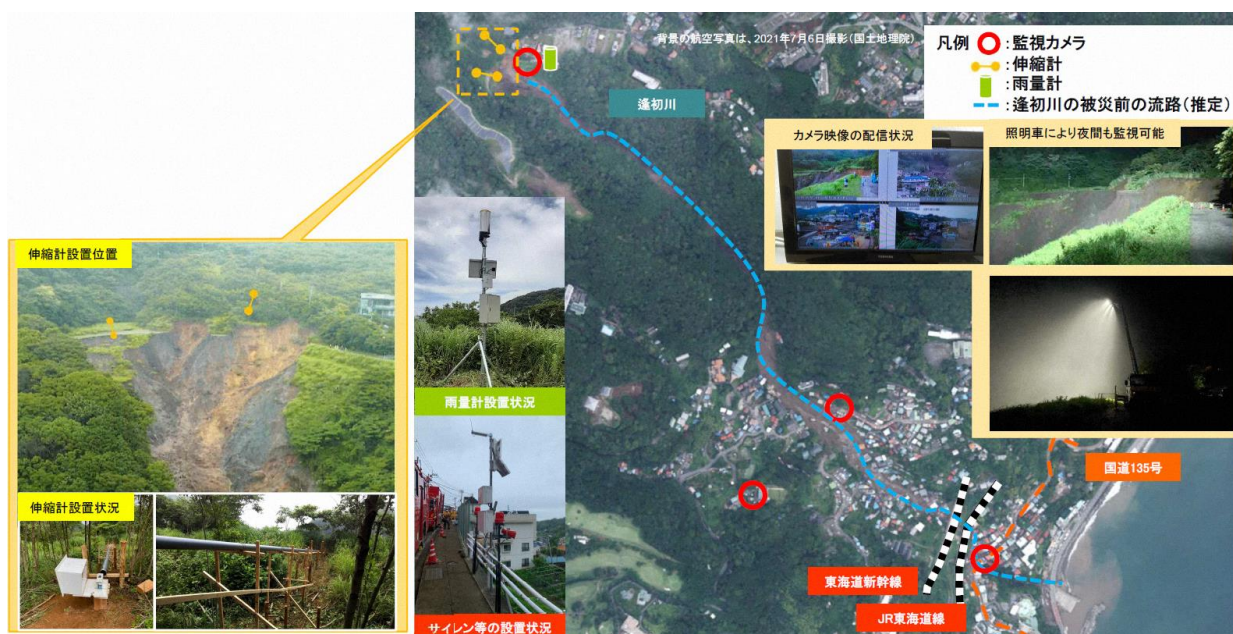 背景の航空写真は、2021年7月6日撮影(国土地理院)
凡例 :監視カメラ
:伸縮計
:雨量計
:逢初川の被災前の流路(推定)
逢初川
カメラ映像の配信状況
照明車により夜間も監視可能
伸縮計設置位置
雨量計設置状況
伸縮計設置状況
サイレン等の設置状況
国道135号
東海道新幹線
JR東海道線
TOSHIBA